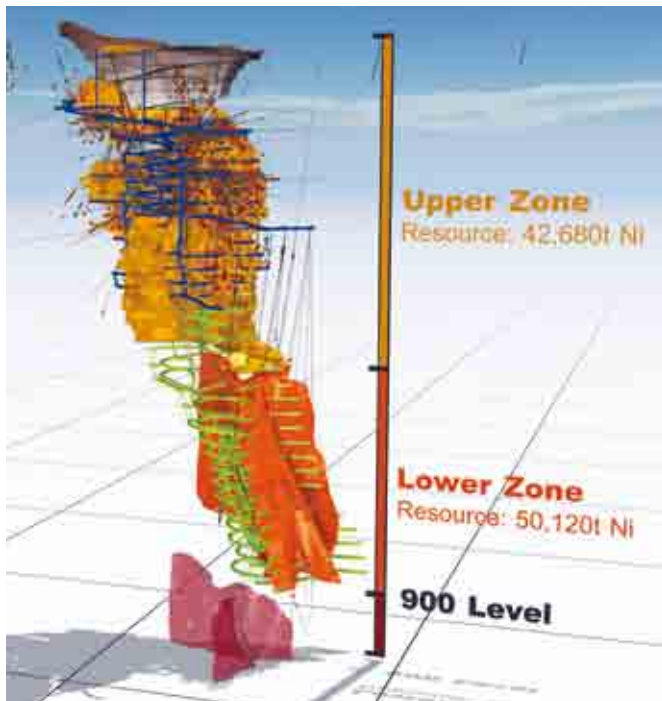 Upper Zone
Resource: 42,680t Ni
Lower Zone
Resource: 50,120t Ni
900 Level